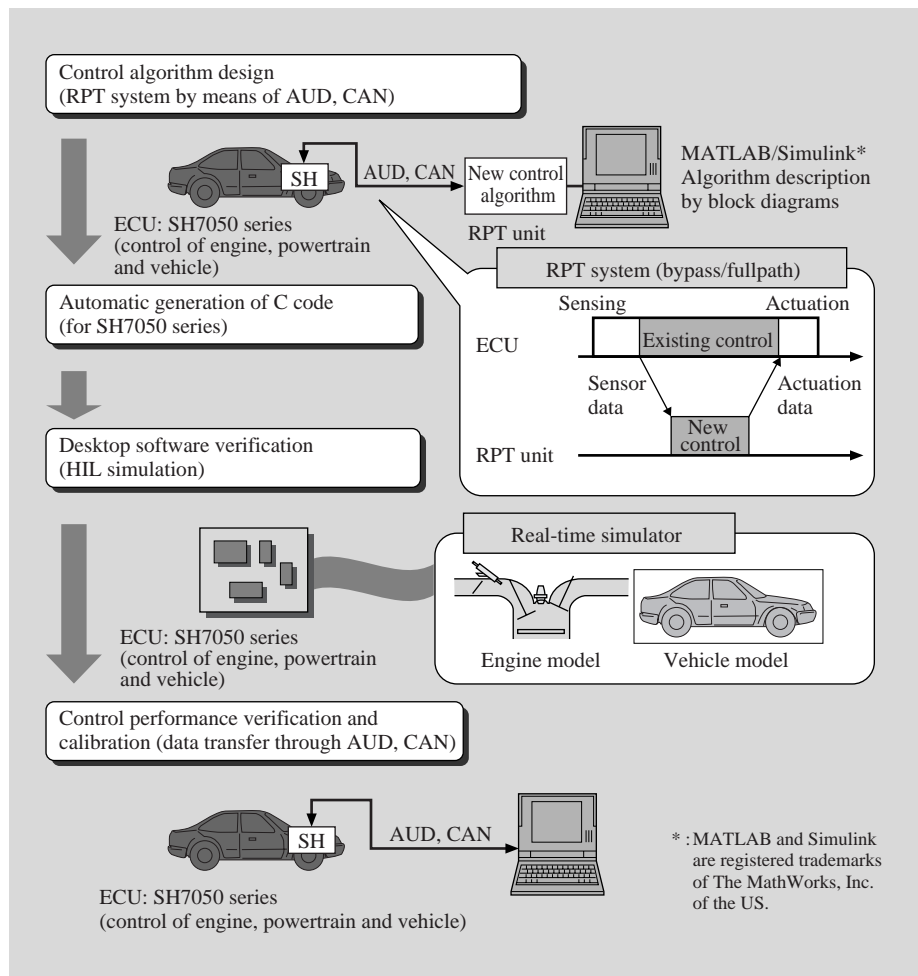 Control algorithm design
(RPT system by means of AUD, CAN)
SH
AUD, CAN
New control
algorithm
RPT unit
MATLAB/Simulink*
Algorithm description
by block diagrams
ECU: SH7050 series
(control of engine, powertrain
and vehicle)
RPT system (bypass/fullpath)
Sensing
Actuation
ECU
Existing control
Sensor
data
Actuation
data
New
control
RPT unit
Automatic generation of C code
(for SH7050 series)
Desktop software verification
(HIL simulation)
Real-time simulator
Engine model
Vehicle model
ECU: SH7050 series
(control of engine, powertrain
and vehicle)
Control performance verification and
calibration (data transfer through AUD, CAN)
SH
AUD, CAN
ECU: SH7050 series
(control of engine, powertrain and vehicle)
* : MATLAB and Simulink
are registered trademarks
of The MathWorks, Inc.
of the US.